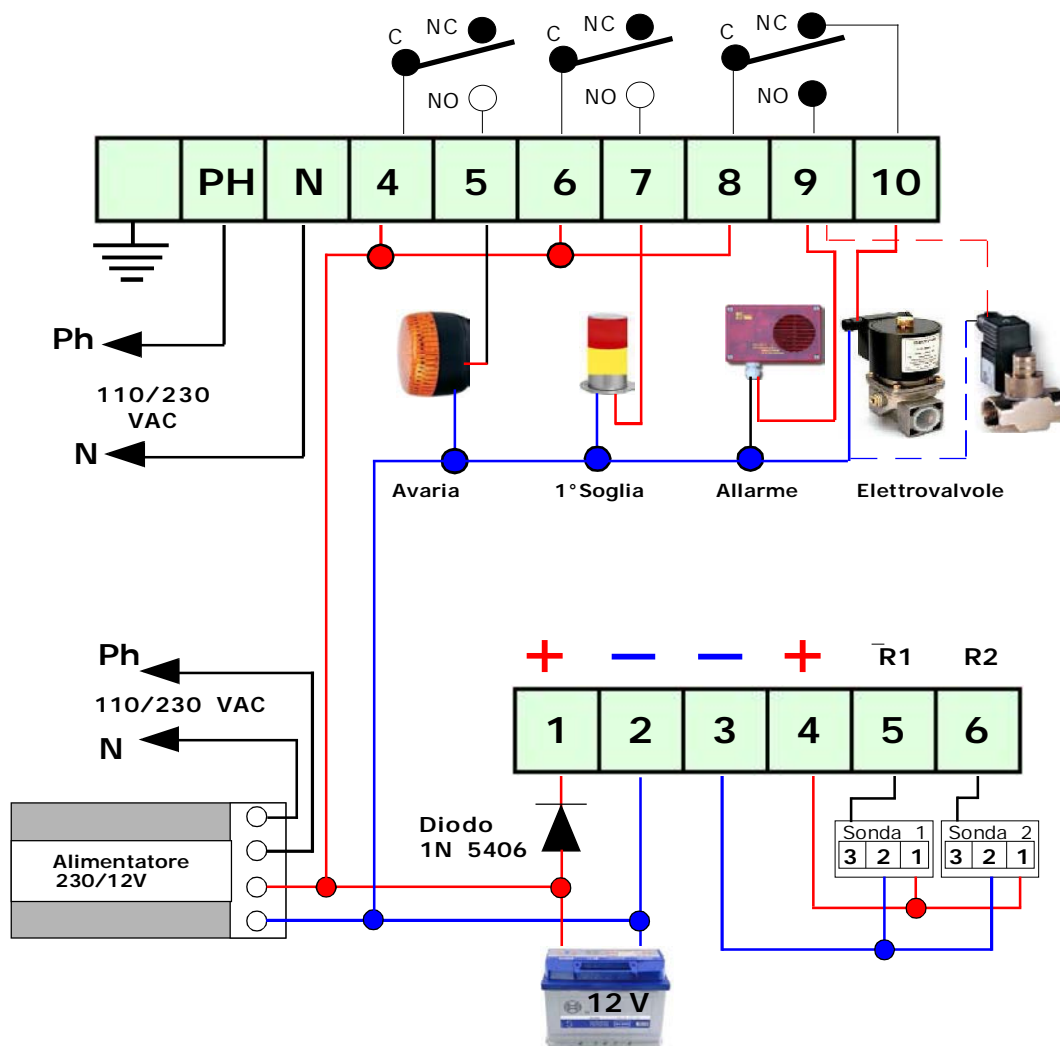 C NC C NC C NC
NO NO NO
PH N 4 5 6 7 8 9 10
Ph
110/230
VAC
N
Avaria 1°Soglia Allarme Elettrovalvole
Ph
110/230 VAC
N
+ — — + R1 R2
1 2 3 4 5 6
Diodo
1N 5406
Sonda 1 Sonda 2
3 2 1 3 2 1
Alimentatore
230/12V
12 V